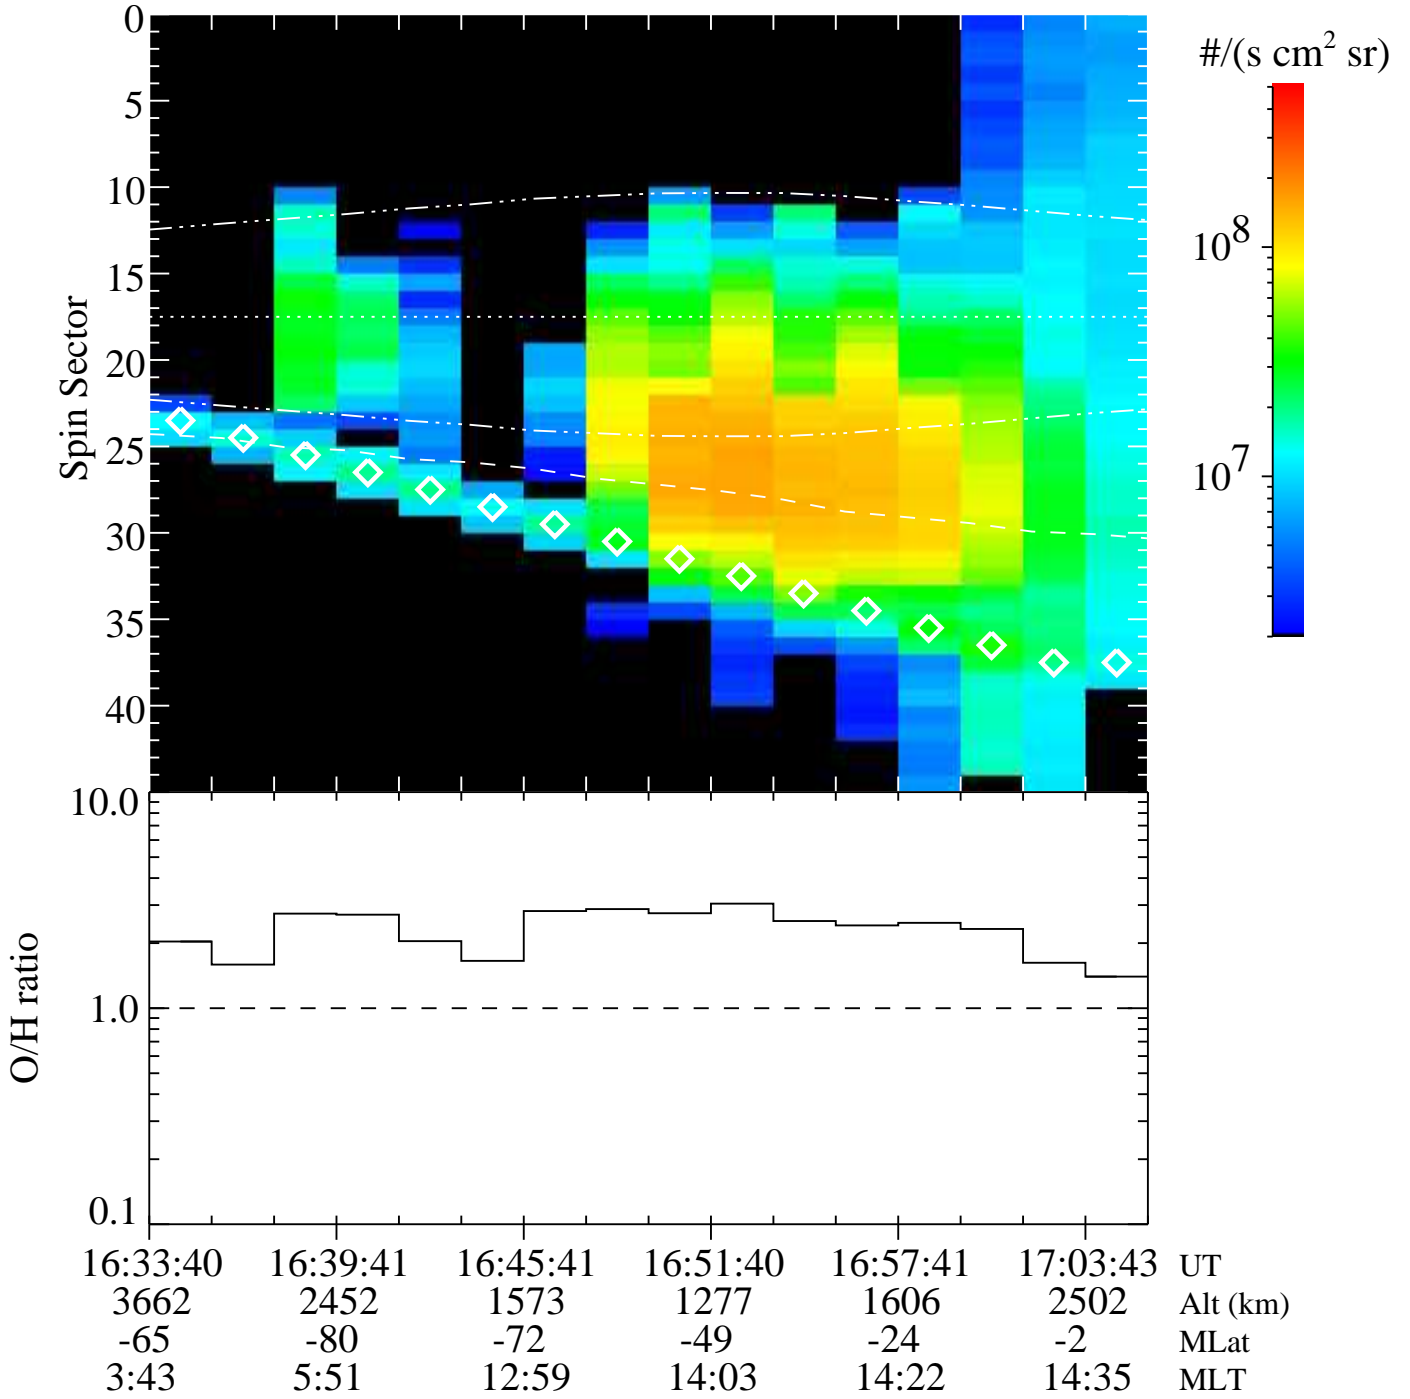 #/(s cm² sr)
0
5
10
15
20
25
30
35
40
Spin Sector
10⁸
10⁷
10.0
1.0
0.1
O/H ratio
16:33:40 16:39:41 16:45:41 16:51:40 16:57:41 17:03:43 UT
3662 2452 1573 1277 1606 2502 Alt (km)
-65 -80 -72 -49 -24 -2 MLat
3:43 5:51 12:59 14:03 14:22 14:35 MLT